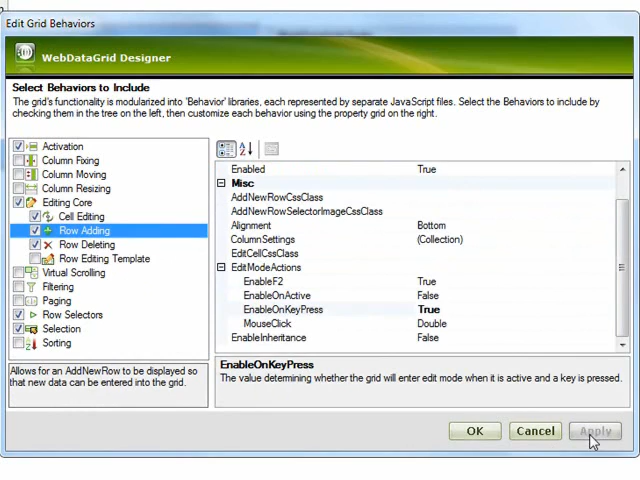 Edit Grid Behaviors
WebDataGrid Designer
Select Behaviors to Include
The grid's functionality is modularized into 'Behavior' libraries, each represented by separate JavaScript files. Select the Behaviors to include by
checking them in the tree on the left, then customize each behavior using the property grid on the right.
Activation
Column Fixing
Column Moving
Column Resizing
Editing Core
Cell Editing
Row Adding
Row Deleting
Row Editing Template
Virtual Scrolling
Filtering
Paging
Row Selectors
Selection
Sorting
Allows for an AddNewRow to be displayed so
that new data can be entered into the grid.
Enabled True
Misc
AddNewRowCssClass
AddNewRowSelectorImageCssClass
Alignment Bottom
ColumnSettings (Collection)
EditCellCssClass
EditModeActions
EnableF2 True
EnableOnActive False
EnableOnKeyPress True
MouseClick Double
EnableInheritance False
EnableOnKeyPress
The value determining whether the grid will enter edit mode when it is active and a key is pressed.
OK Cancel Apply